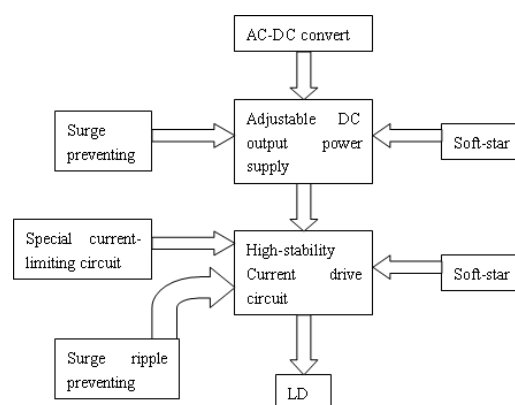 AC-DC convert
Surge
preventing
Adjustable DC
output power
supply
Soft-star
Special current-
limiting circuit
High-stability
Current drive
circuit
Soft-star
Surge ripple
preventing
LD